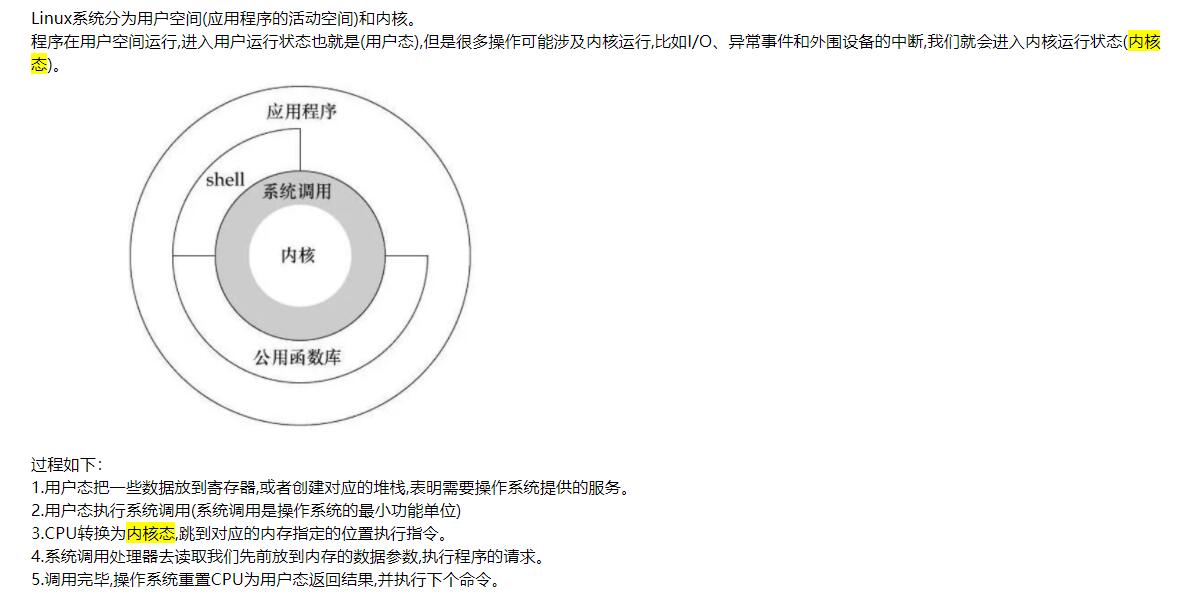 Linux系统分为用户空间(应用程序的活动空间)和内核。
程序在用户空间运行,进入用户运行状态也就是(用户态),但是很多操作可能涉及内核运行,比如I/O、异常事件和外围设备的中断,我们就会进入内核运行状态(内核
态)。
应用程序
shell
系统调用
内核
公用函数库
过程如下：
1.用户态把一些数据放到寄存器,或者创建对应的堆栈,表明需要操作系统提供的服务。
2.用户态执行系统调用(系统调用是操作系统的最小功能单位)
3.CPU转换为内核态,跳到对应的内存指定的位置执行指令。
4.系统调用处理器去读取我们先前放到内存的数据参数,执行程序的请求。
5.调用完毕,操作系统重置CPU为用户态返回结果,并执行下个命令。